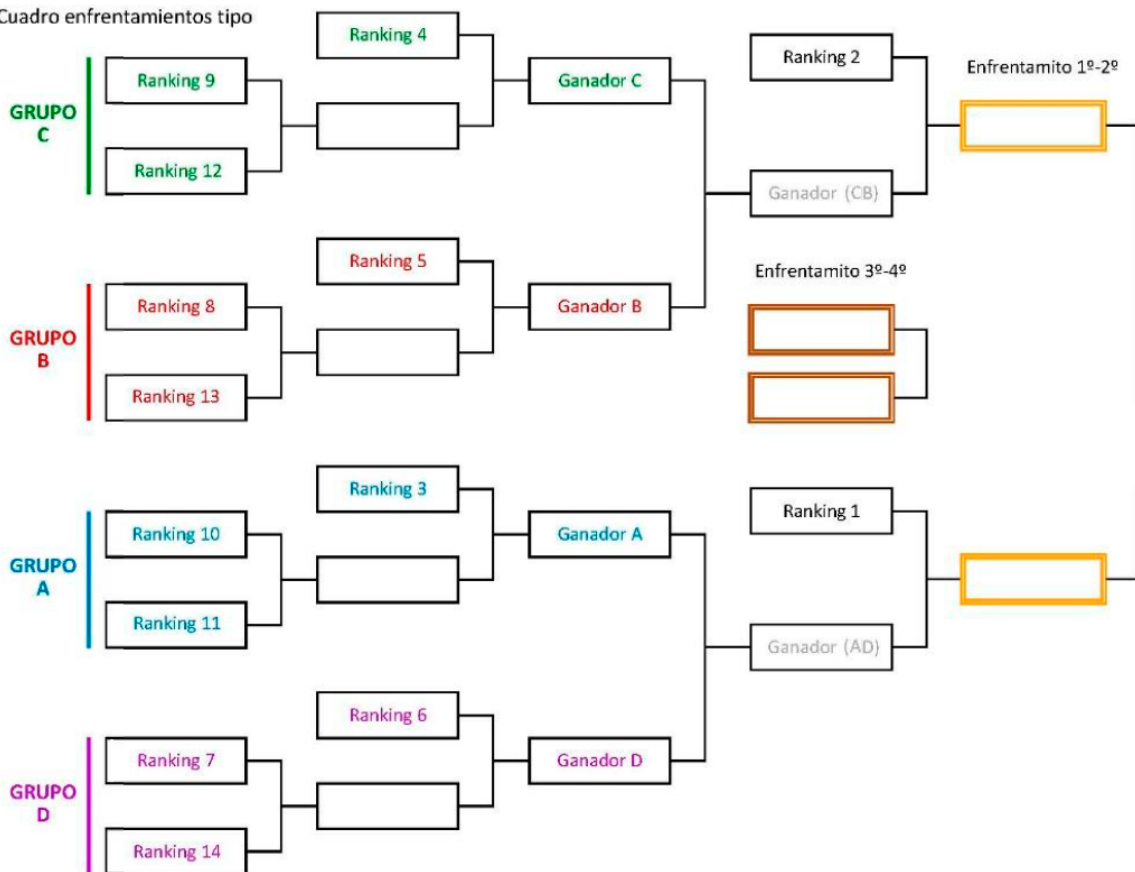 Cuadro enfrentamientos tipo
GRUPO
C
Ranking 9
Ranking 12
Ranking 4
Ganador C
GRUPO
B
Ranking 8
Ranking 13
Ranking 5
Ganador B
Ranking 2
Ganador (CB)
Enfrentamito 1º-2º
Enfrentamito 3º-4º
GRUPO
A
Ranking 10
Ranking 11
Ranking 3
Ganador A
GRUPO
D
Ranking 7
Ranking 14
Ranking 6
Ganador D
Ranking 1
Ganador (AD)